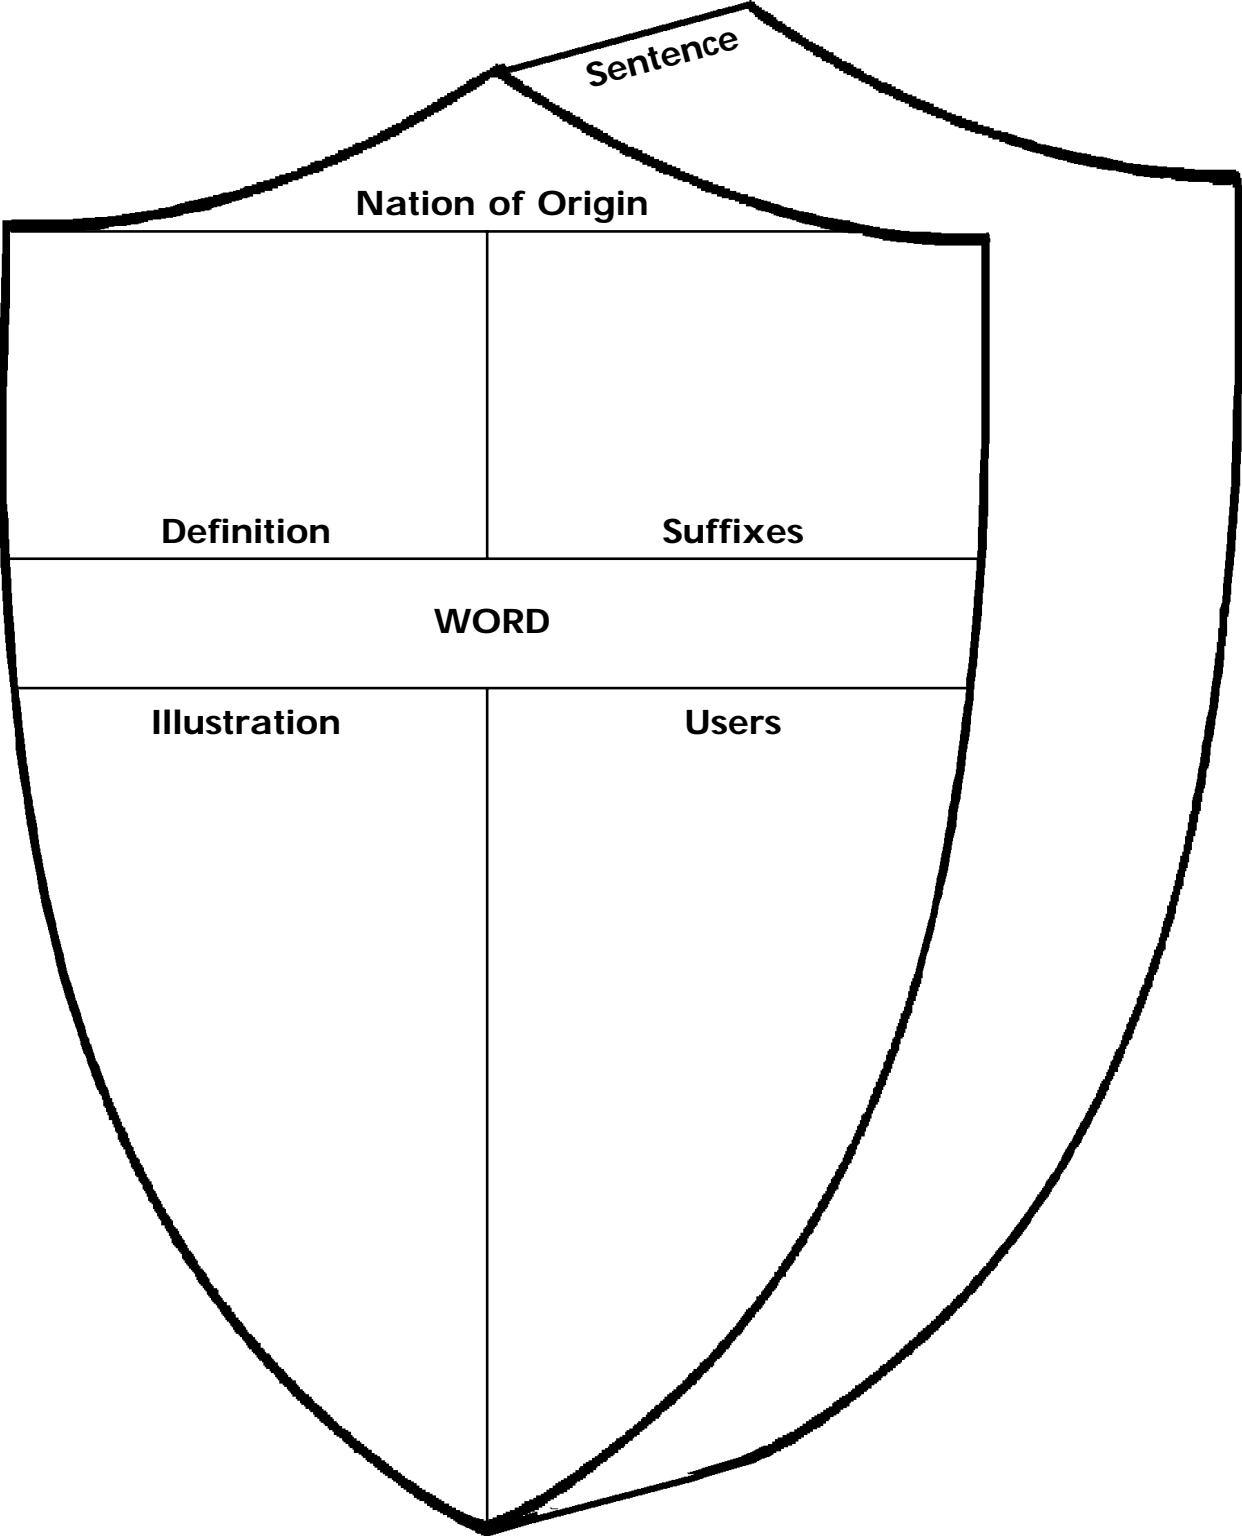 Sentence
Nation of Origin
Definition
Suffixes
WORD
Illustration
Users